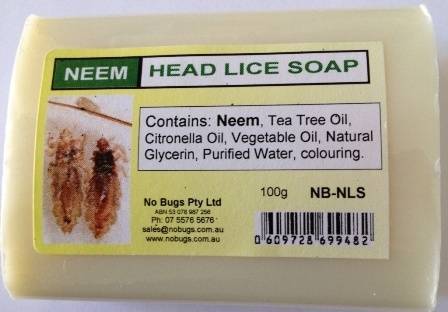 NEEM HEAD LICE SOAP
Contains: Neem, Tea Tree Oil,
Citronella Oil, Vegetable Oil, Natural
Glycerin, Purified Water, colouring.
100g NB-NLS
No Bugs Pty Ltd
ABN 53 078 987 256
Ph: 07 5576 5676
sales@nobugs.com.au
www.nobugs.com.au
0 609728 699482